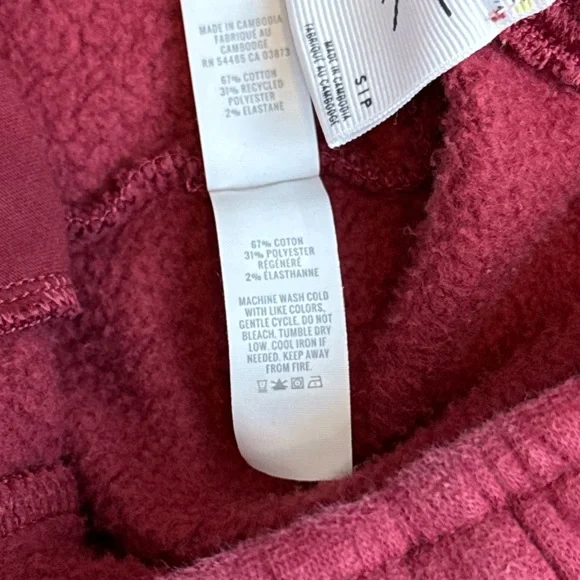 MADE IN CAMBODIA
FABRIQUÉ AU
CAMBODGE
RN 54485 CA 03873
67% COTTON
31% RECYCLED
POLYESTER
2% ELASTANE
S I P
MADE IN CAMBODIA
FABRIQUÉ AU CAMBODGE
67% COTON
31% POLYESTER
RÉGÉNÉRÉ
2% ÉLASTHANNE
MACHINE WASH COLD
WITH LIKE COLORS,
GENTLE CYCLE. DO NOT
BLEACH. TUMBLE DRY
LOW. COOL IRON IF
NEEDED. KEEP AWAY
FROM FIRE.